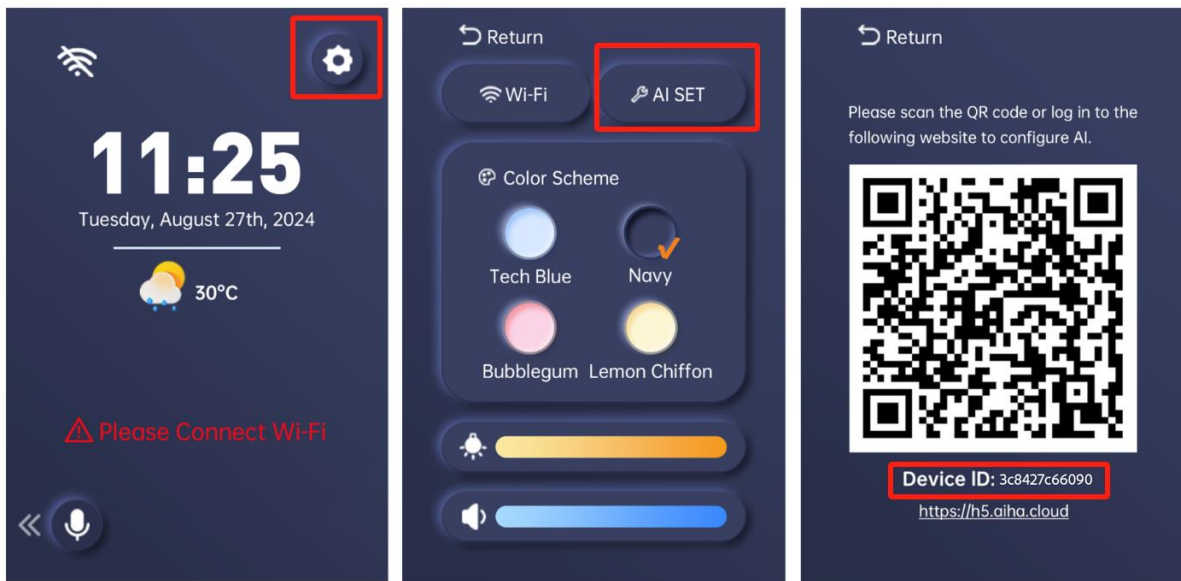 11:25
Tuesday, August 27th, 2024
30°C
Please Connect Wi-Fi
Return
Wi-Fi
AI SET
Color Scheme
Tech Blue
Navy
Bubblegum
Lemon Chiffon
Return
Please scan the QR code or log in to the
following website to configure AI.
Device ID: 3c8427c66090
https://h5.aiha.cloud